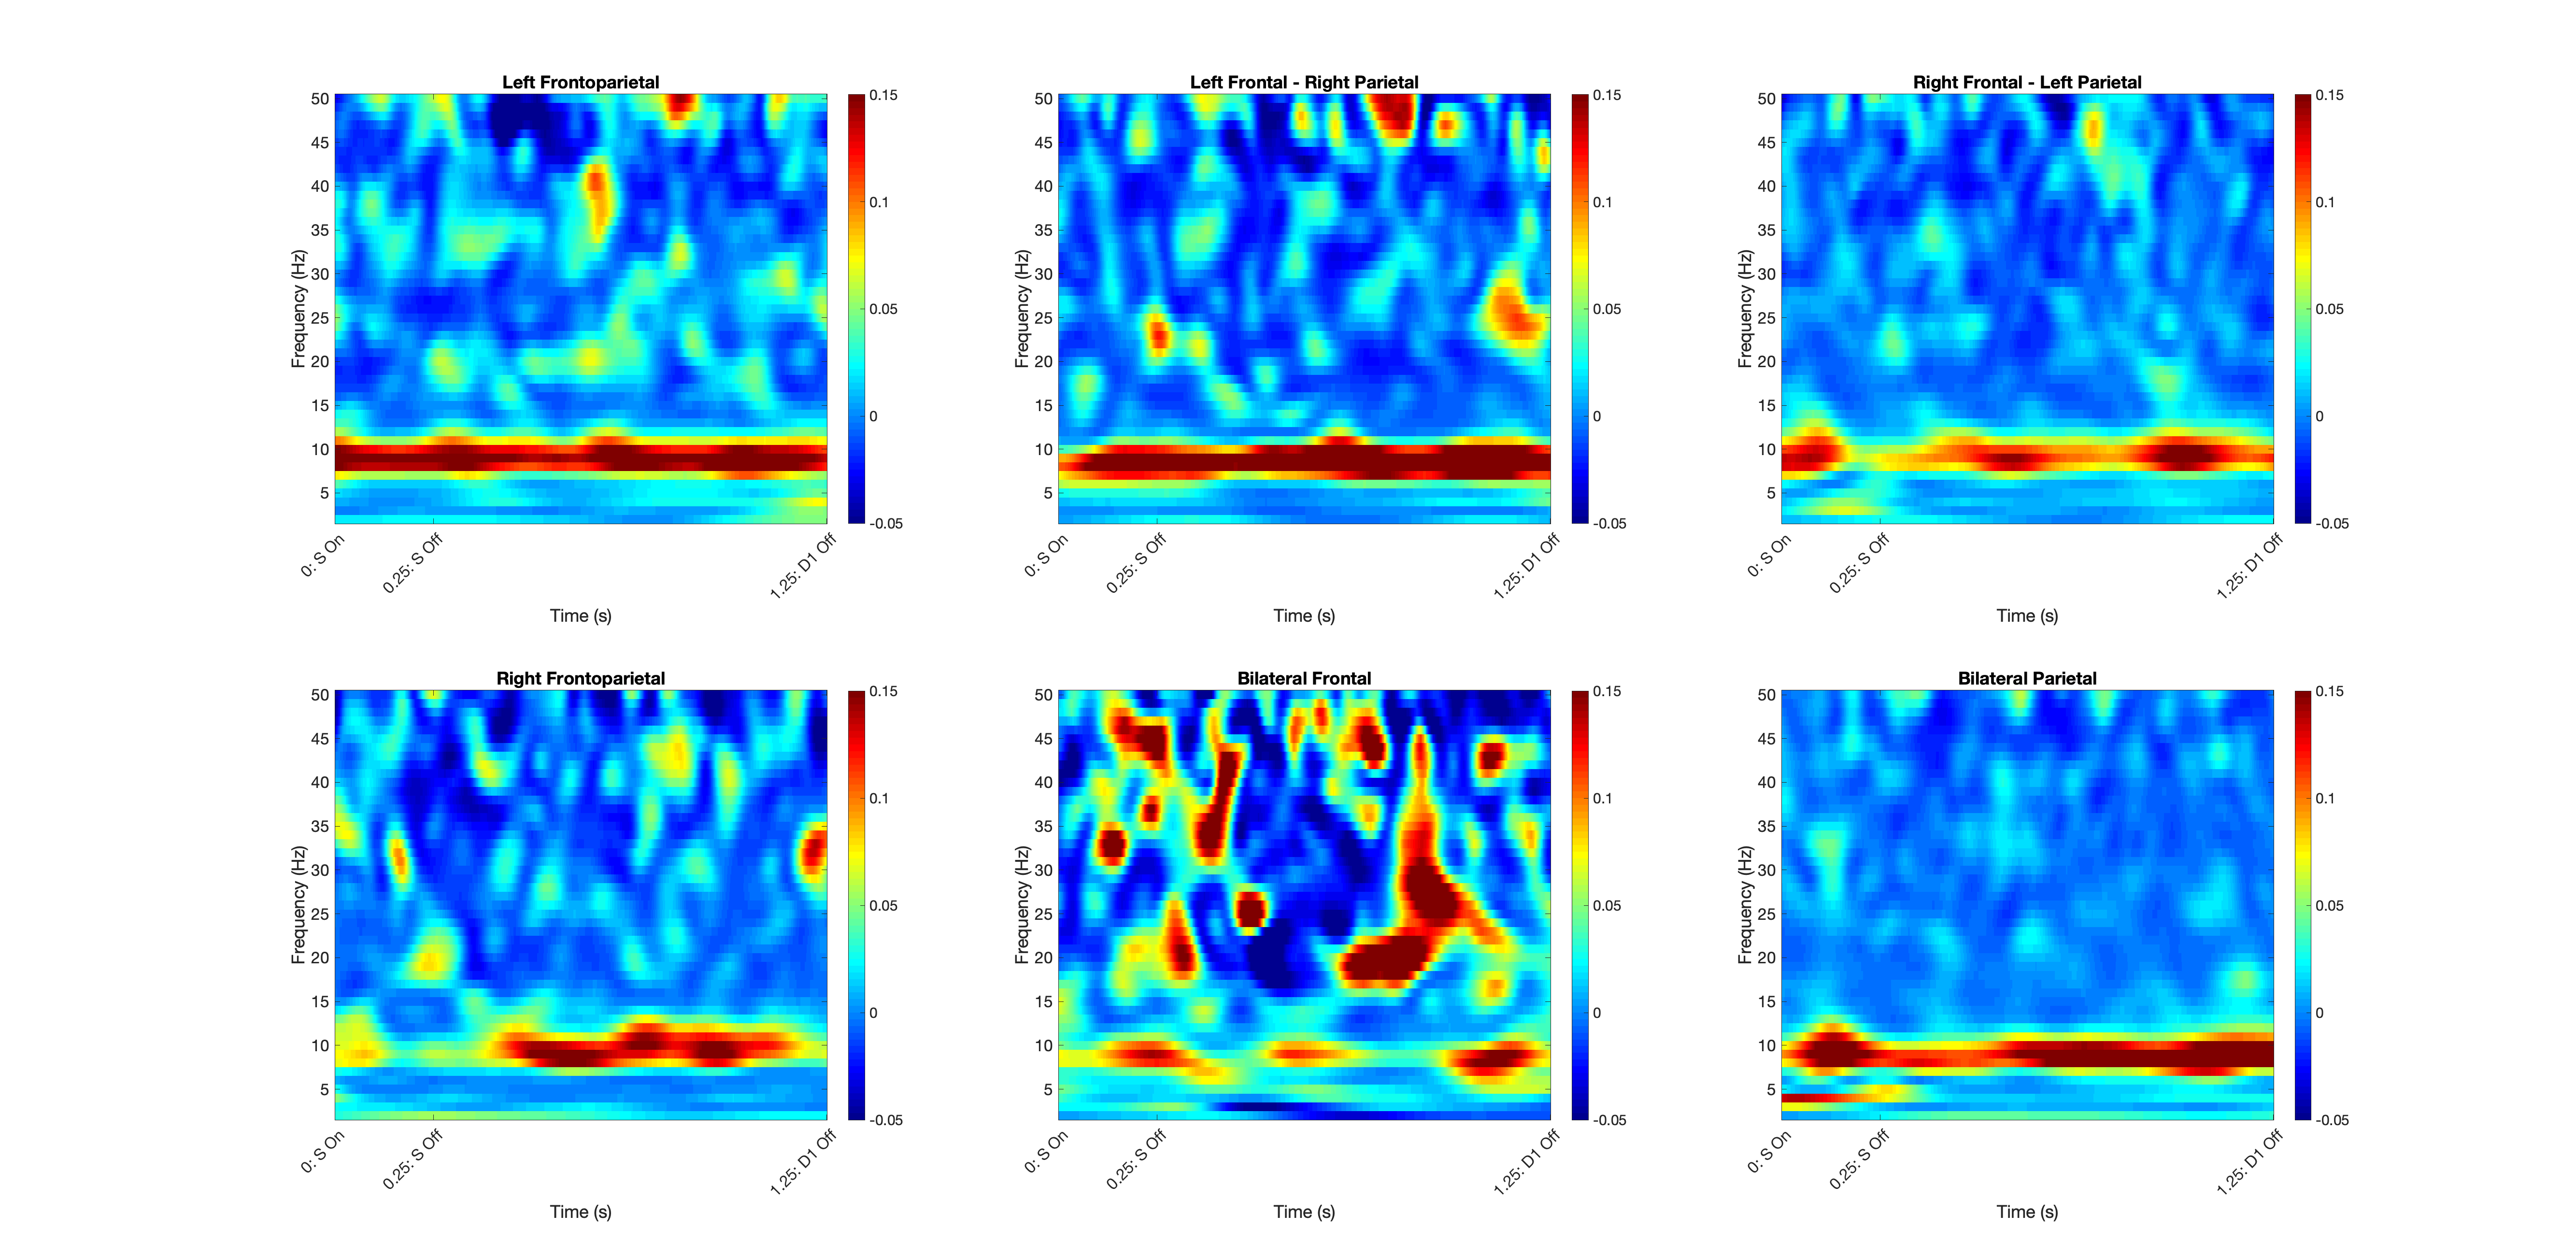 Left Frontoparietal
50
45
40
35
30
25
20
15
10
5
Frequency (Hz)
0: S On
0.25: S Off
1.25: D1 Off
Time (s)
0.15
0.1
0.05
0
-0.05
Left Frontal - Right Parietal
50
45
40
35
30
25
20
15
10
5
Frequency (Hz)
0: S On
0.25: S Off
1.25: D1 Off
Time (s)
0.15
0.1
0.05
0
-0.05
Right Frontal - Left Parietal
50
45
40
35
30
25
20
15
10
5
Frequency (Hz)
0: S On
0.25: S Off
1.25: D1 Off
Time (s)
0.15
0.1
0.05
0
-0.05
Right Frontoparietal
50
45
40
35
30
25
20
15
10
5
Frequency (Hz)
0: S On
0.25: S Off
1.25: D1 Off
Time (s)
0.15
0.1
0.05
0
-0.05
Bilateral Frontal
50
45
40
35
30
25
20
15
10
5
Frequency (Hz)
0: S On
0.25: S Off
1.25: D1 Off
Time (s)
0.15
0.1
0.05
0
-0.05
Bilateral Parietal
50
45
40
35
30
25
20
15
10
5
Frequency (Hz)
0: S On
0.25: S Off
1.25: D1 Off
Time (s)
0.15
0.1
0.05
0
-0.05